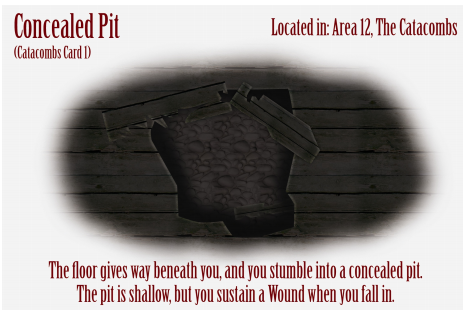 Concealed Pit
Located in: Area 12, The Catacombs
(Catacombs Card 1)
The floor gives way beneath you, and you stumble into a concealed pit.
The pit is shallow, but you sustain a Wound when you fall in.